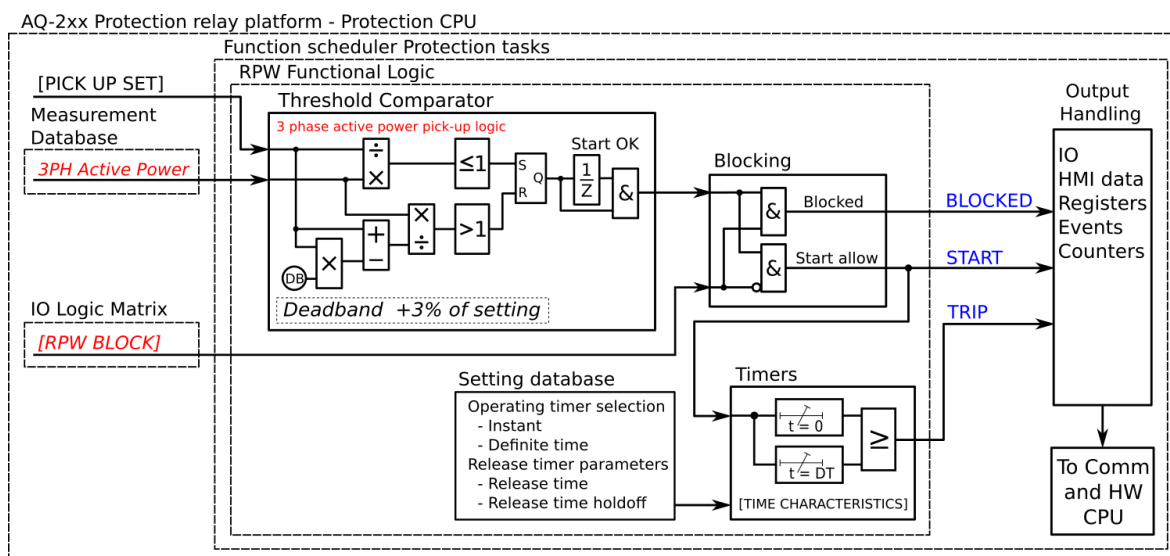 AQ-2xx Protection relay platform - Protection CPU
Function scheduler Protection tasks
RPW Functional Logic
[PICK UP SET]
Measurement
Database
3PH Active Power
IO Logic Matrix
[RPW BLOCK]
Threshold Comparator
3 phase active power pick-up logic
÷
×
≤1
S
R
Q
Start OK
1
Z
&
+
−
×
÷
>1
DB
×
Deadband +3% of setting
Blocking
&
Blocked
&
Start allow
BLOCKED
START
TRIP
Output
Handling
IO
HMI data
Registers
Events
Counters
To Comm
and HW
CPU
Setting database
Operating timer selection
- Instant
- Definite time
Release timer parameters
- Release time
- Release time holdoff
Timers
t = 0
t = DT
≥
[TIME CHARACTERISTICS]